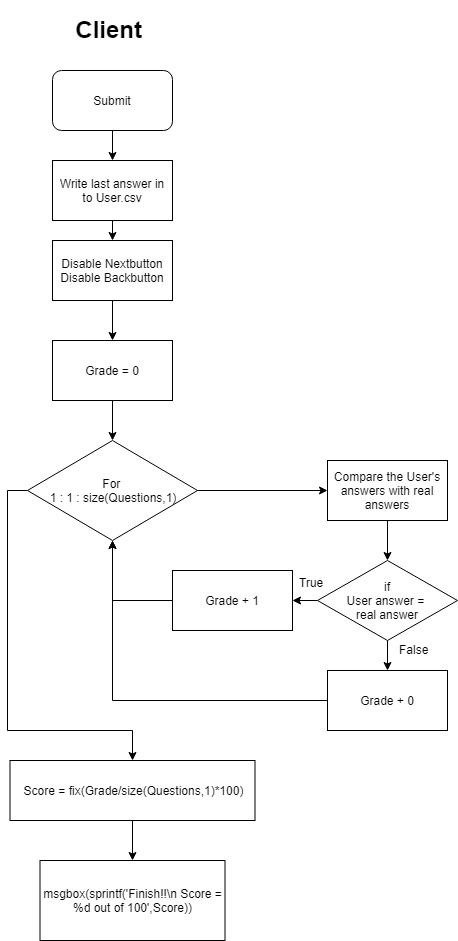 Client
Submit
Write last answer in
to User.csv
Disable Nextbutton
Disable Backbutton
Grade = 0
For
1 : 1 : size(Questions,1)
Compare the User's
answers with real
answers
if
User answer =
real answer
True
Grade + 1
False
Grade + 0
Score = fix(Grade/size(Questions,1)*100)
msgbox(sprintf('Finish!!\n Score =
%d out of 100',Score))